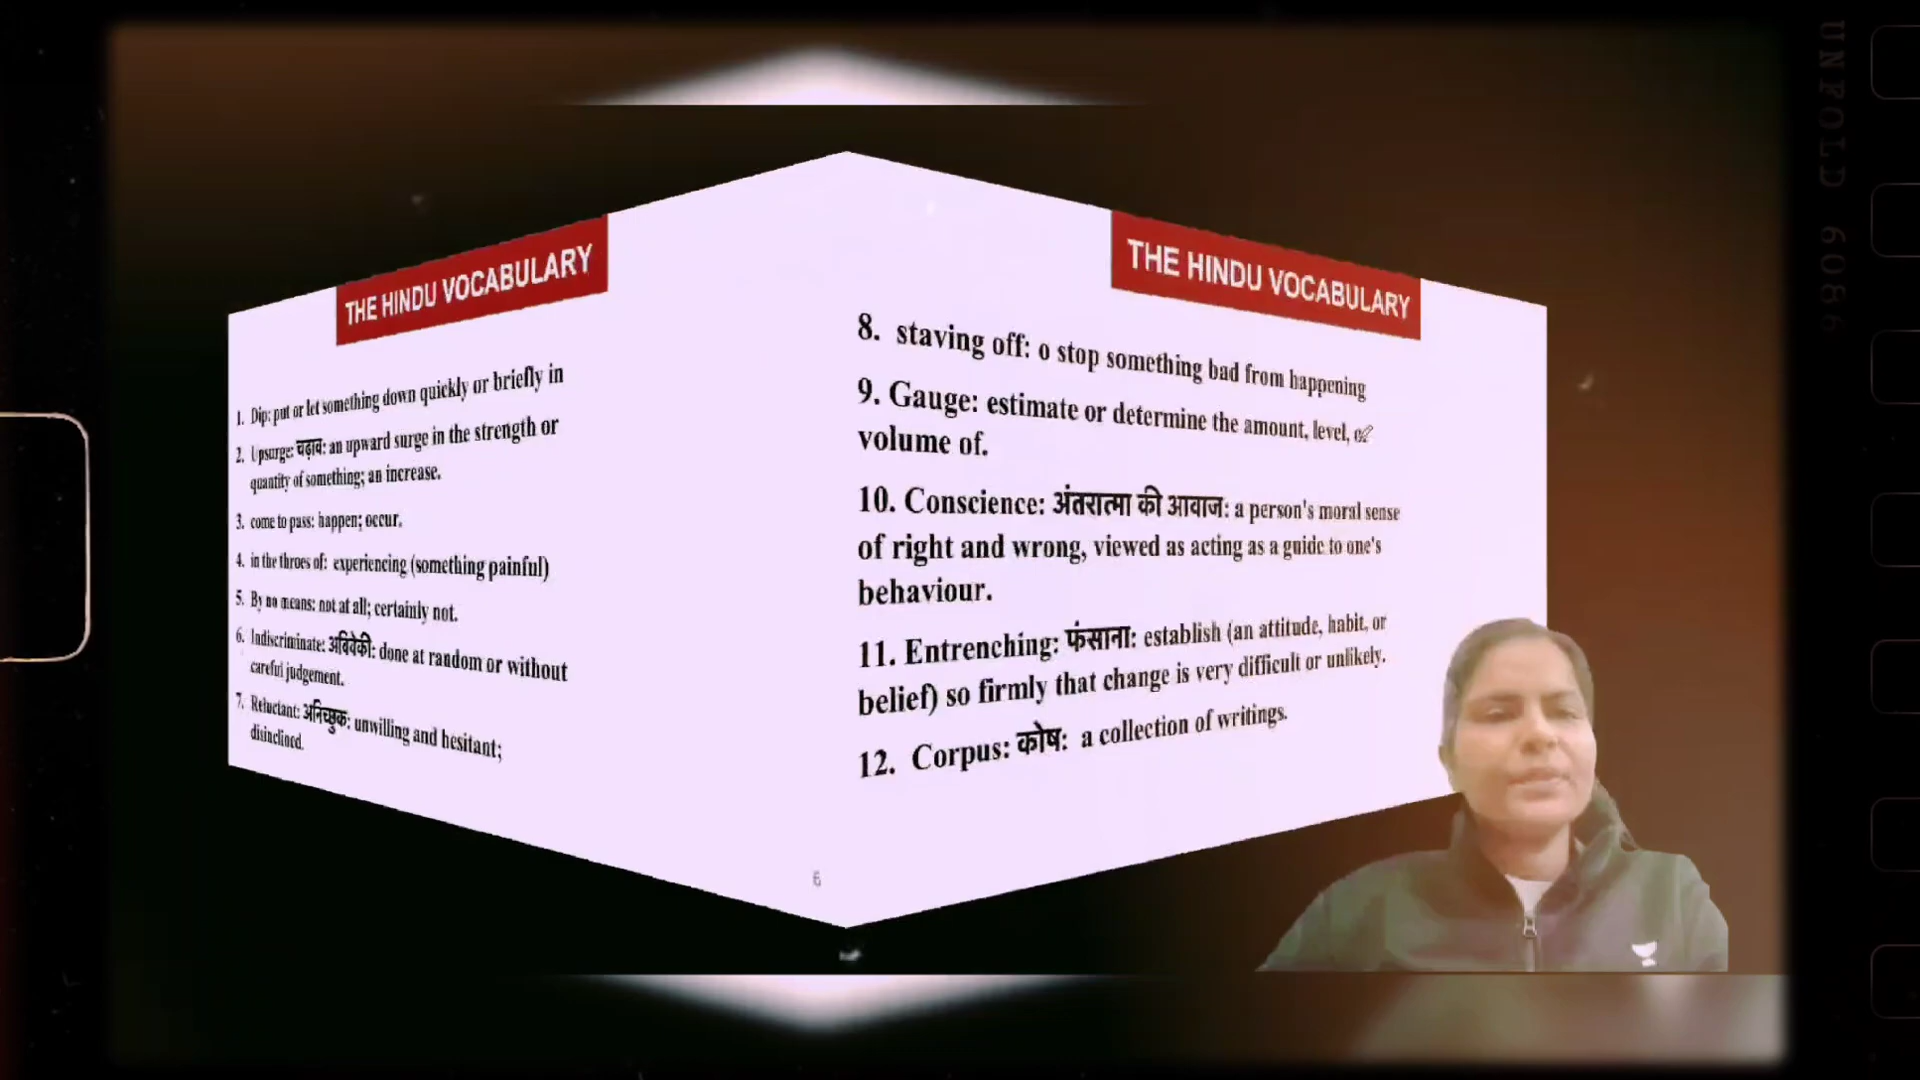 THE HINDU VOCABULARY
1. Dip: put or let something down quickly or briefly in
2. Upsurge: चढ़ाव: an upward surge in the strength or
quantity of something; an increase.
3. come to pass: happen; occur.
4. in the throes of: experiencing (something painful)
5. By no means: not at all; certainly not.
6. Indiscriminate: अविवेकी: done at random or without
careful judgement.
7. Reluctant: अनिच्छुक: unwilling and hesitant;
disinclined.
THE HINDU VOCABULARY
8. staving off: o stop something bad from happening
9. Gauge: estimate or determine the amount, level, or
volume of.
10. Conscience: अंतरात्मा की आवाज: a person's moral sense
of right and wrong, viewed as acting as a guide to one's
behaviour.
11. Entrenching: फंसाना: establish (an attitude, habit, or
belief) so firmly that change is very difficult or unlikely.
12. Corpus: कोष: a collection of writings.
6
UNFOLD 6086